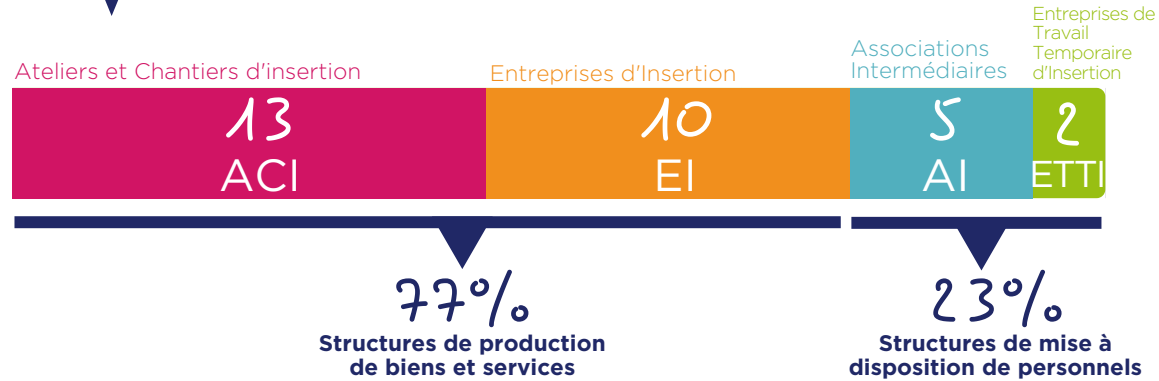 Ateliers et Chantiers d'insertion
Entreprises d'Insertion
Associations
Intermédiaires
Entreprises de
Travail
Temporaire
d'Insertion
13
ACI
10
EI
5
AI
2
ETTI
77%
Structures de production
de biens et services
23%
Structures de mise à
disposition de personnels